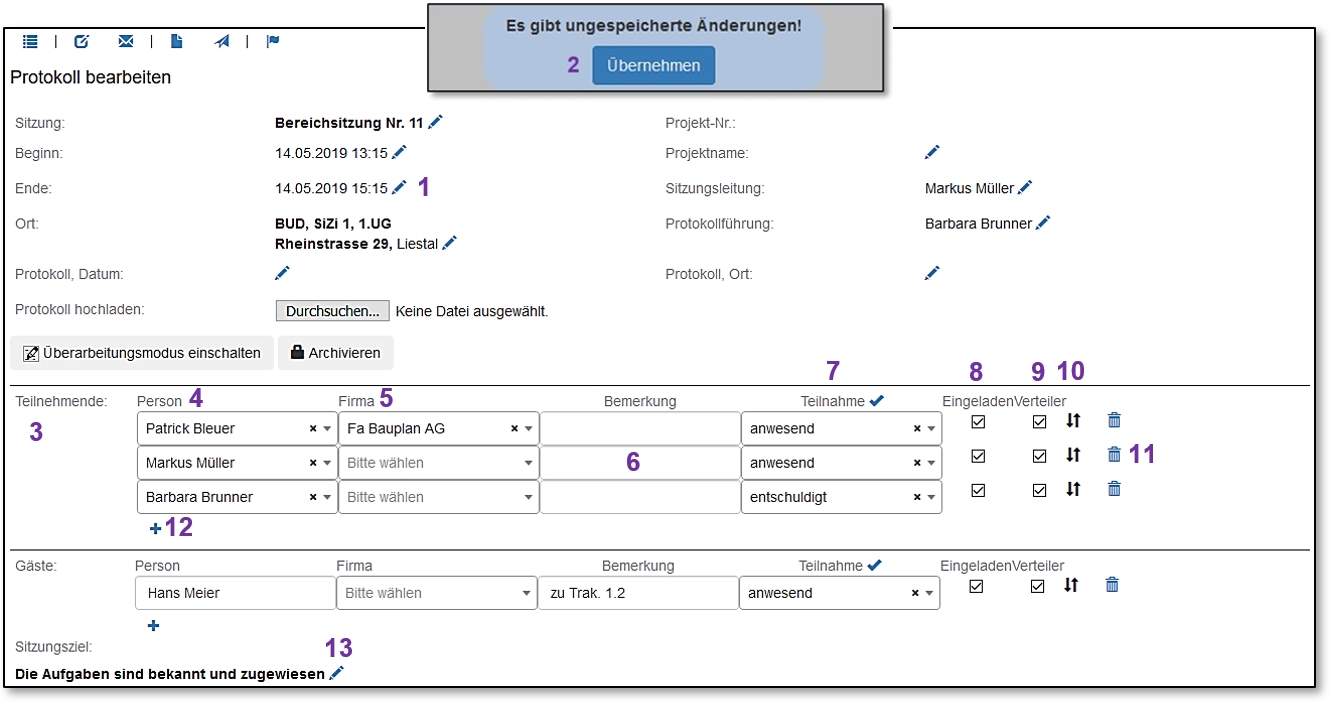 Es gibt ungespeicherte Änderungen!
2 Übernehmen
Protokoll bearbeiten
Sitzung: Bereichsitzung Nr. 11 Projekt-Nr.:
Beginn: 14.05.2019 13:15 Projektname:
Ende: 14.05.2019 15:15 1 Sitzungsleitung: Markus Müller
Ort: BUD, SiZi 1, 1.UG Protokollführung: Barbara Brunner
Rheinstrasse 29, Liestal
Protokoll, Datum: Protokoll, Ort:
Protokoll hochladen: Durchsuchen... Keine Datei ausgewählt.
Überarbeitungsmodus einschalten Archivieren
7 8 9 10
Teilnehmende: Person 4 Firma 5 Bemerkung Teilnahme Eingeladen Verteiler
3 Patrick Bleuer × Fa Bauplan AG × anwesend ×
Markus Müller × Bitte wählen 6 anwesend × 11
Barbara Brunner × Bitte wählen entschuldigt ×
+ 12
Gäste: Person Firma Bemerkung Teilnahme Eingeladen Verteiler
Hans Meier Bitte wählen zu Trak. 1.2 anwesend ×
+
Sitzungsziel: 13
Die Aufgaben sind bekannt und zugewiesen